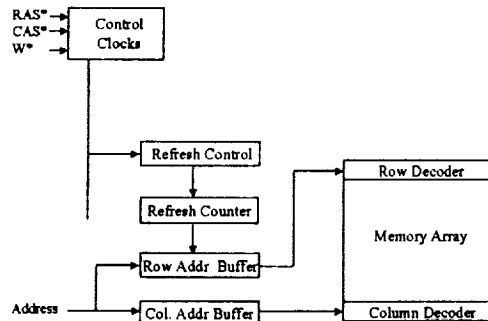 RAS*
CAS*
W*
Control
Clocks
Refresh Control
Row Decoder
Refresh Counter
Memory Array
Row Addr Buffer
Address
Col. Addr Buffer
Column Decoder